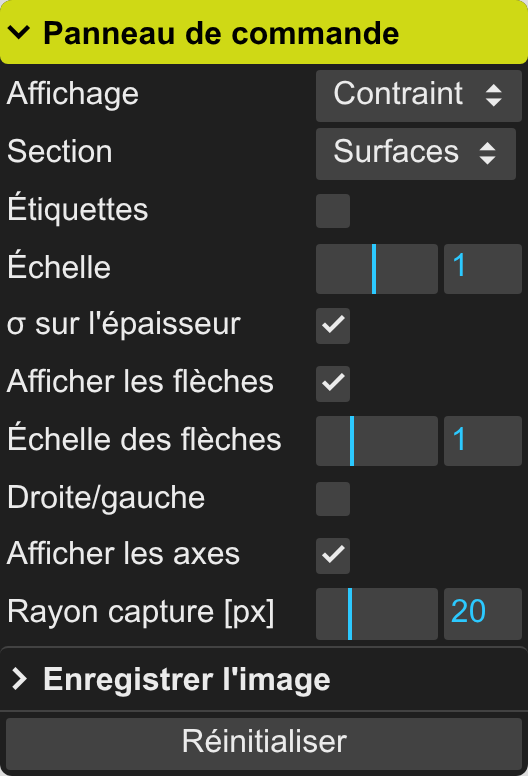 Panneau de commande
Affichage Contraint
Section Surfaces
Étiquettes
Échelle 1
σ sur l'épaisseur
Afficher les flèches
Échelle des flèches 1
Droite/gauche
Afficher les axes
Rayon capture [px] 20
Enregistrer l'image
Réinitialiser